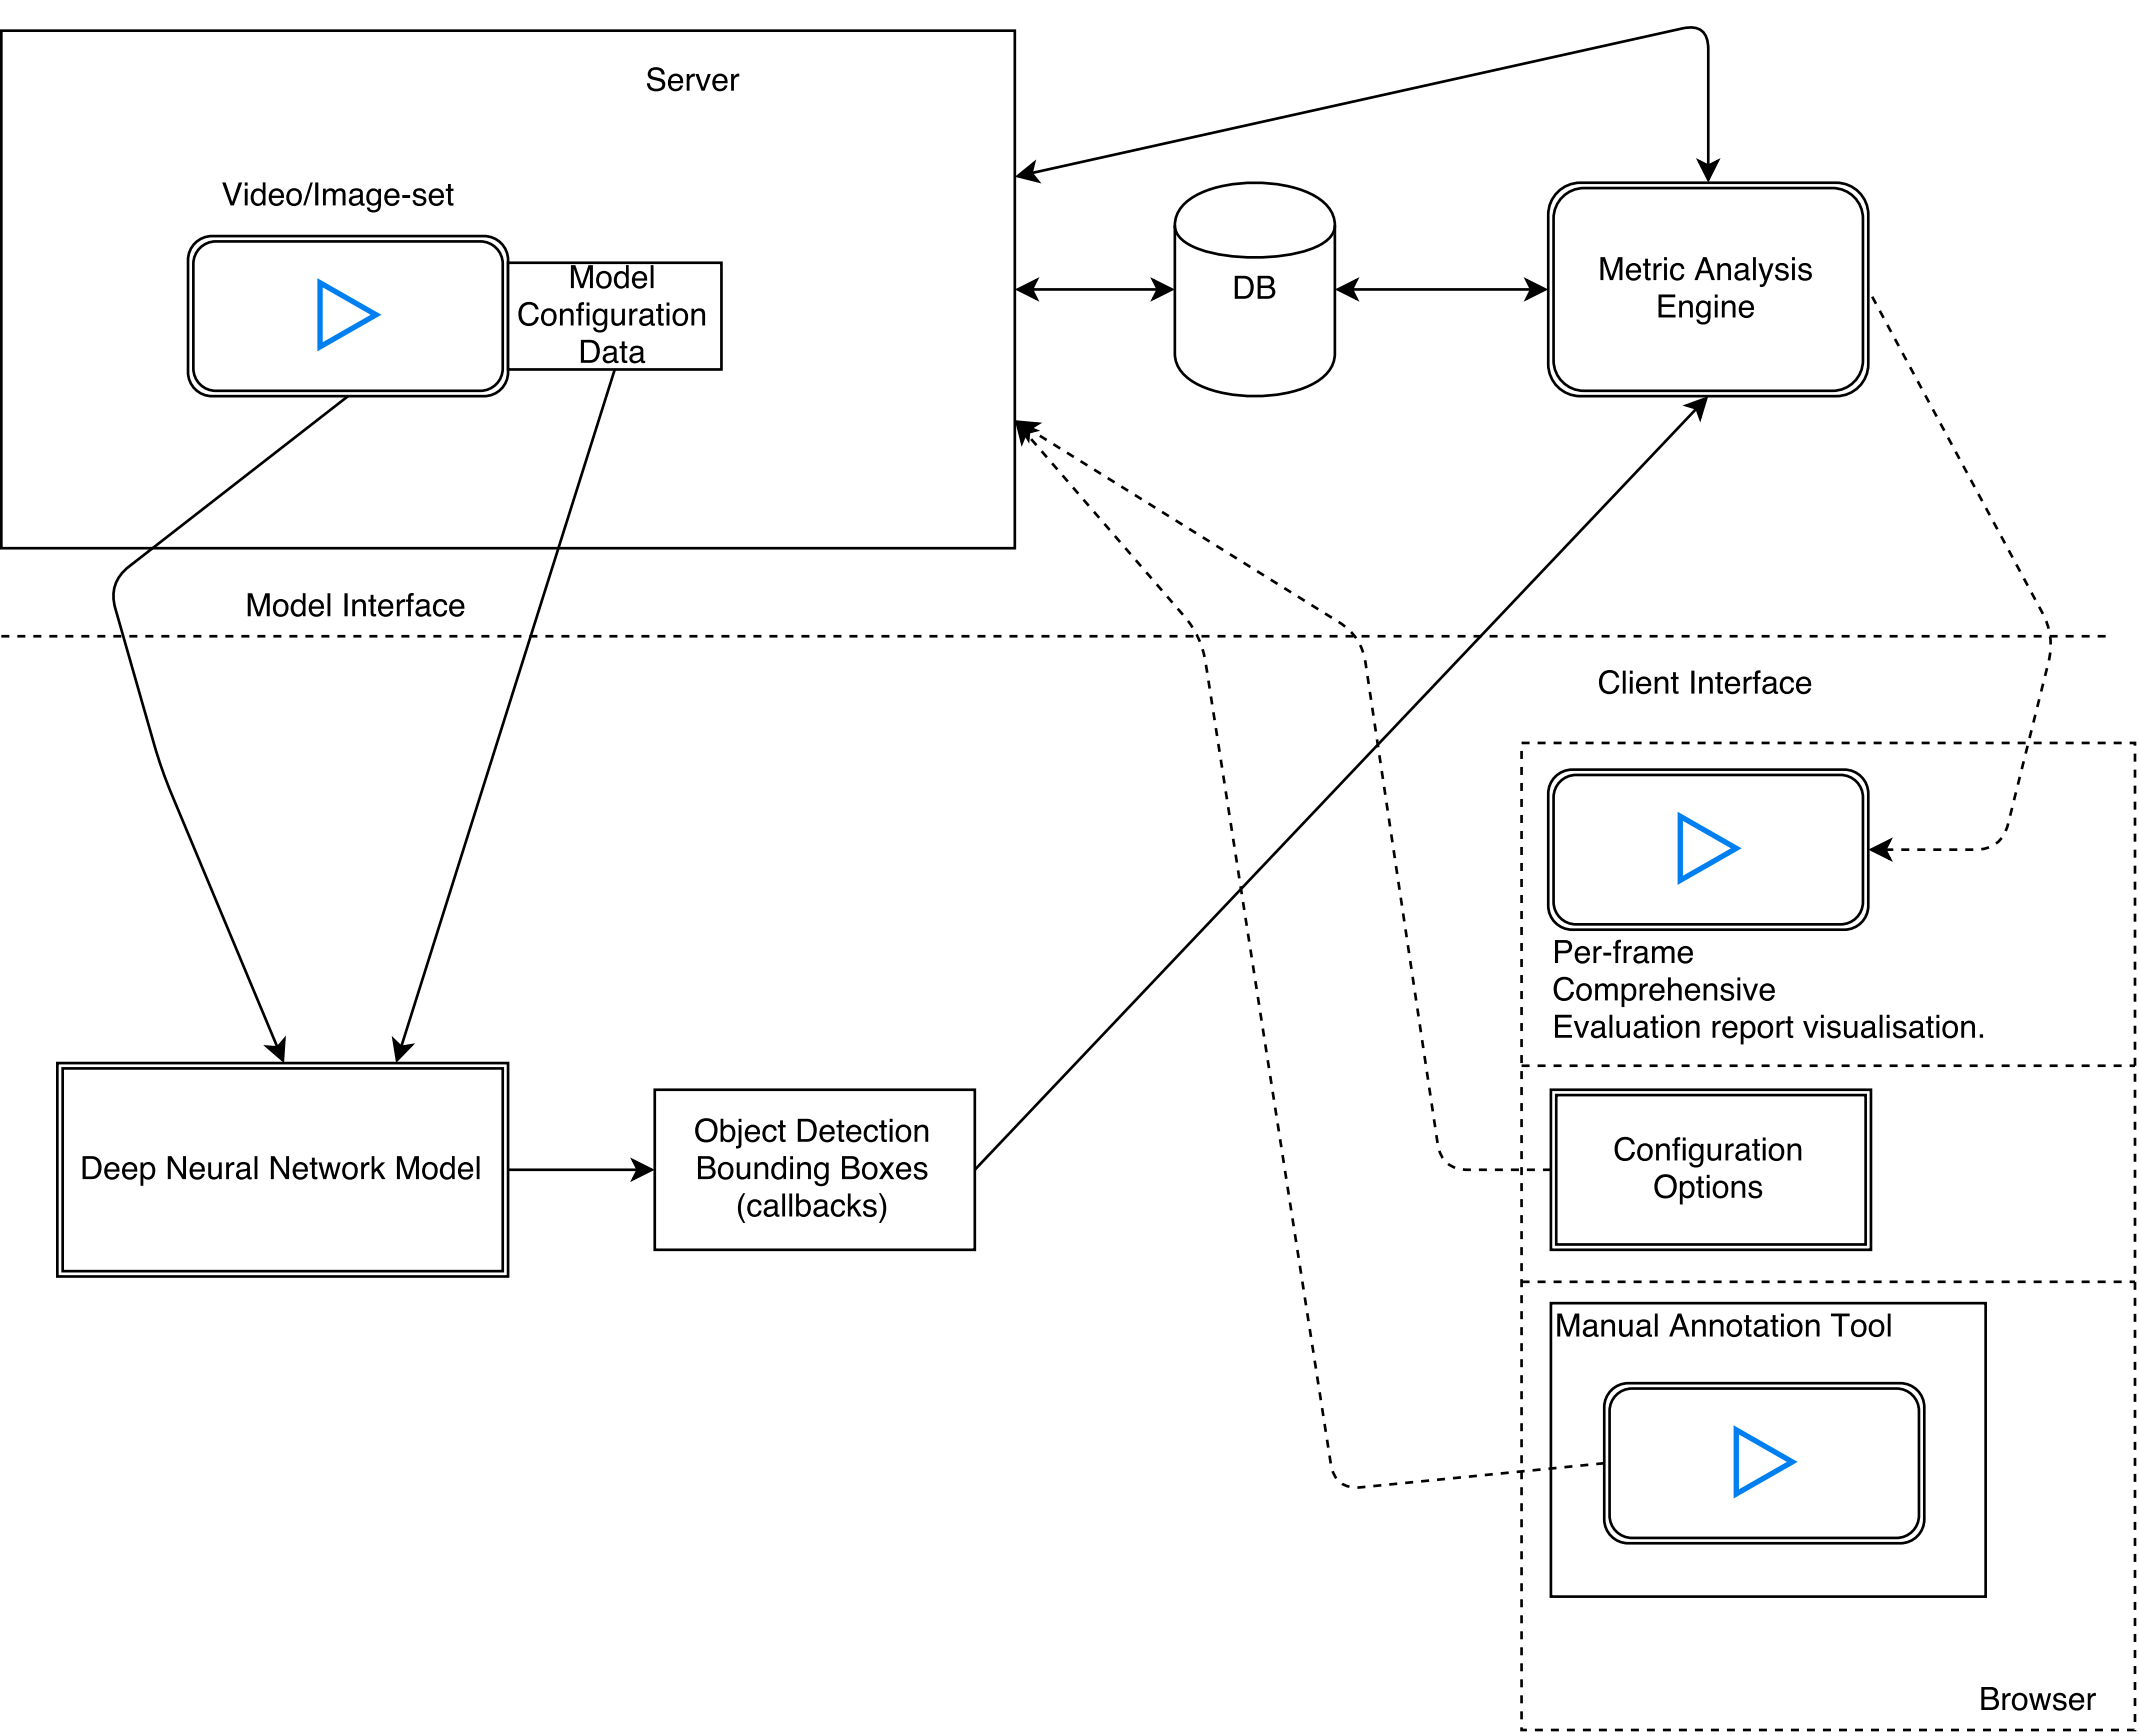 Server
Video/Image-set
Model
Configuration
Data
DB
Metric Analysis
Engine
Model Interface
Client Interface
Per-frame
Comprehensive
Evaluation report visualisation.
Deep Neural Network Model
Object Detection
Bounding Boxes
(callbacks)
Configuration
Options
Manual Annotation Tool
Browser